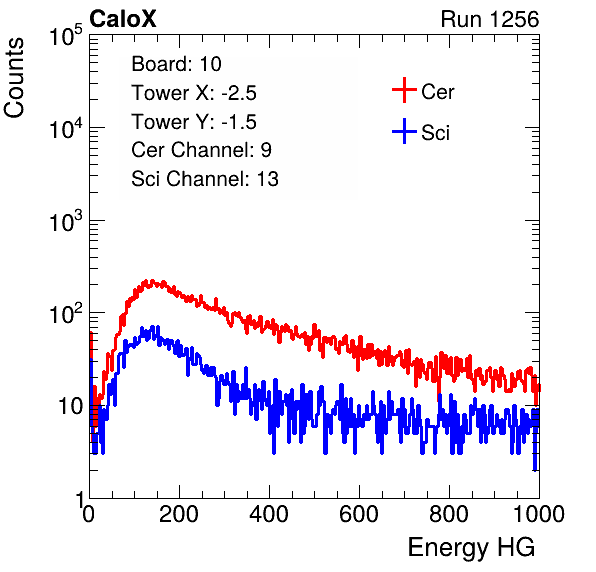 CaloX Run 1256
Counts
10^5
10^4
10^3
10^2
10
1
Board: 10
Tower X: -2.5
Tower Y: -1.5
Cer Channel: 9
Sci Channel: 13
Cer
Sci
0 200 400 600 800 1000
Energy HG